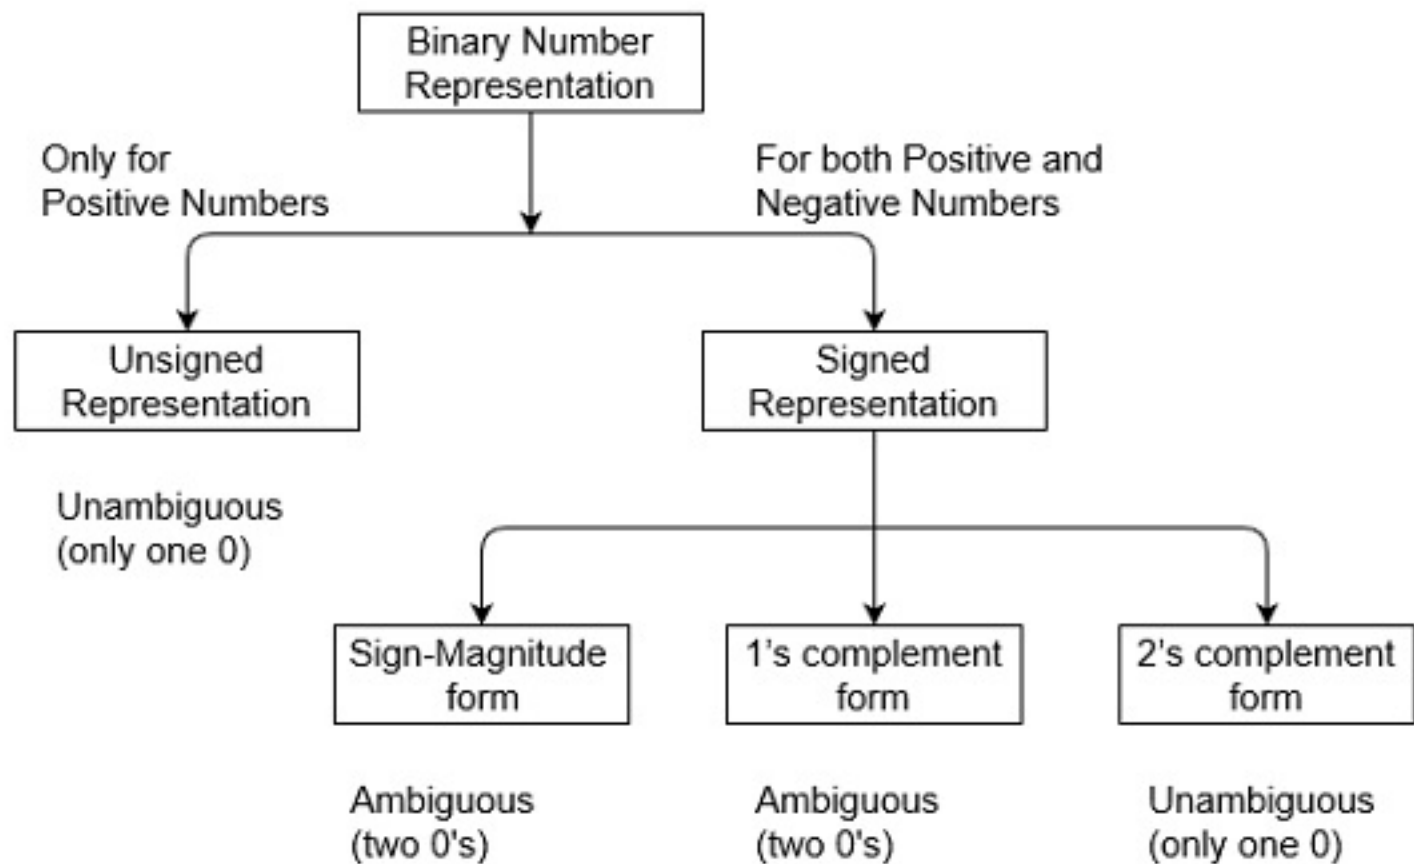 Binary Number
Representation
Only for
Positive Numbers
For both Positive and
Negative Numbers
Unsigned
Representation
Signed
Representation
Unambiguous
(only one 0)
Sign-Magnitude
form
1's complement
form
2's complement
form
Ambiguous
(two 0's)
Ambiguous
(two 0's)
Unambiguous
(only one 0)